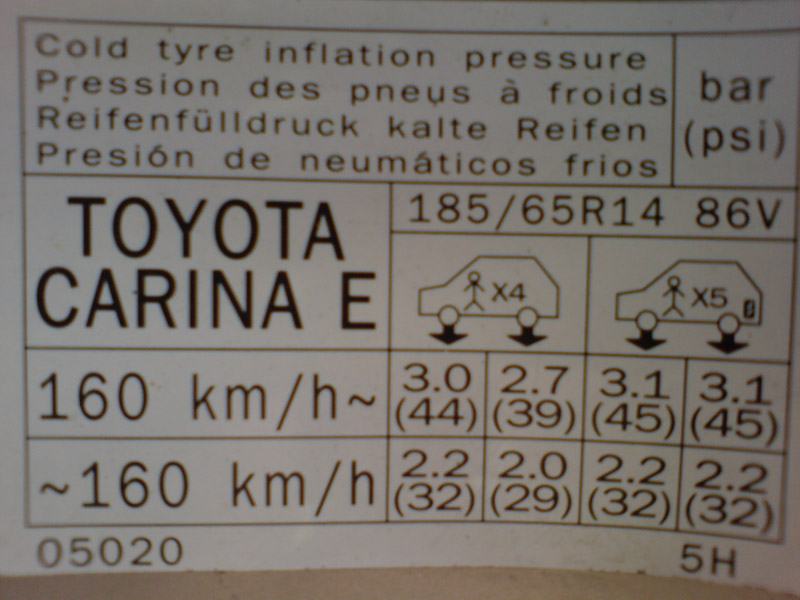 Cold tyre inflation pressure
Pression des pneus à froids
Reifenfülldruck kalte Reifen
Presión de neumáticos frios
bar
(psi)
TOYOTA
CARINA E
185/65R14 86V
X4 X5
160 km/h~ 3.0 2.7 3.1 3.1
(44) (39) (45) (45)
~160 km/h 2.2 2.0 2.2 2.2
(32) (29) (32) (32)
05020 5H